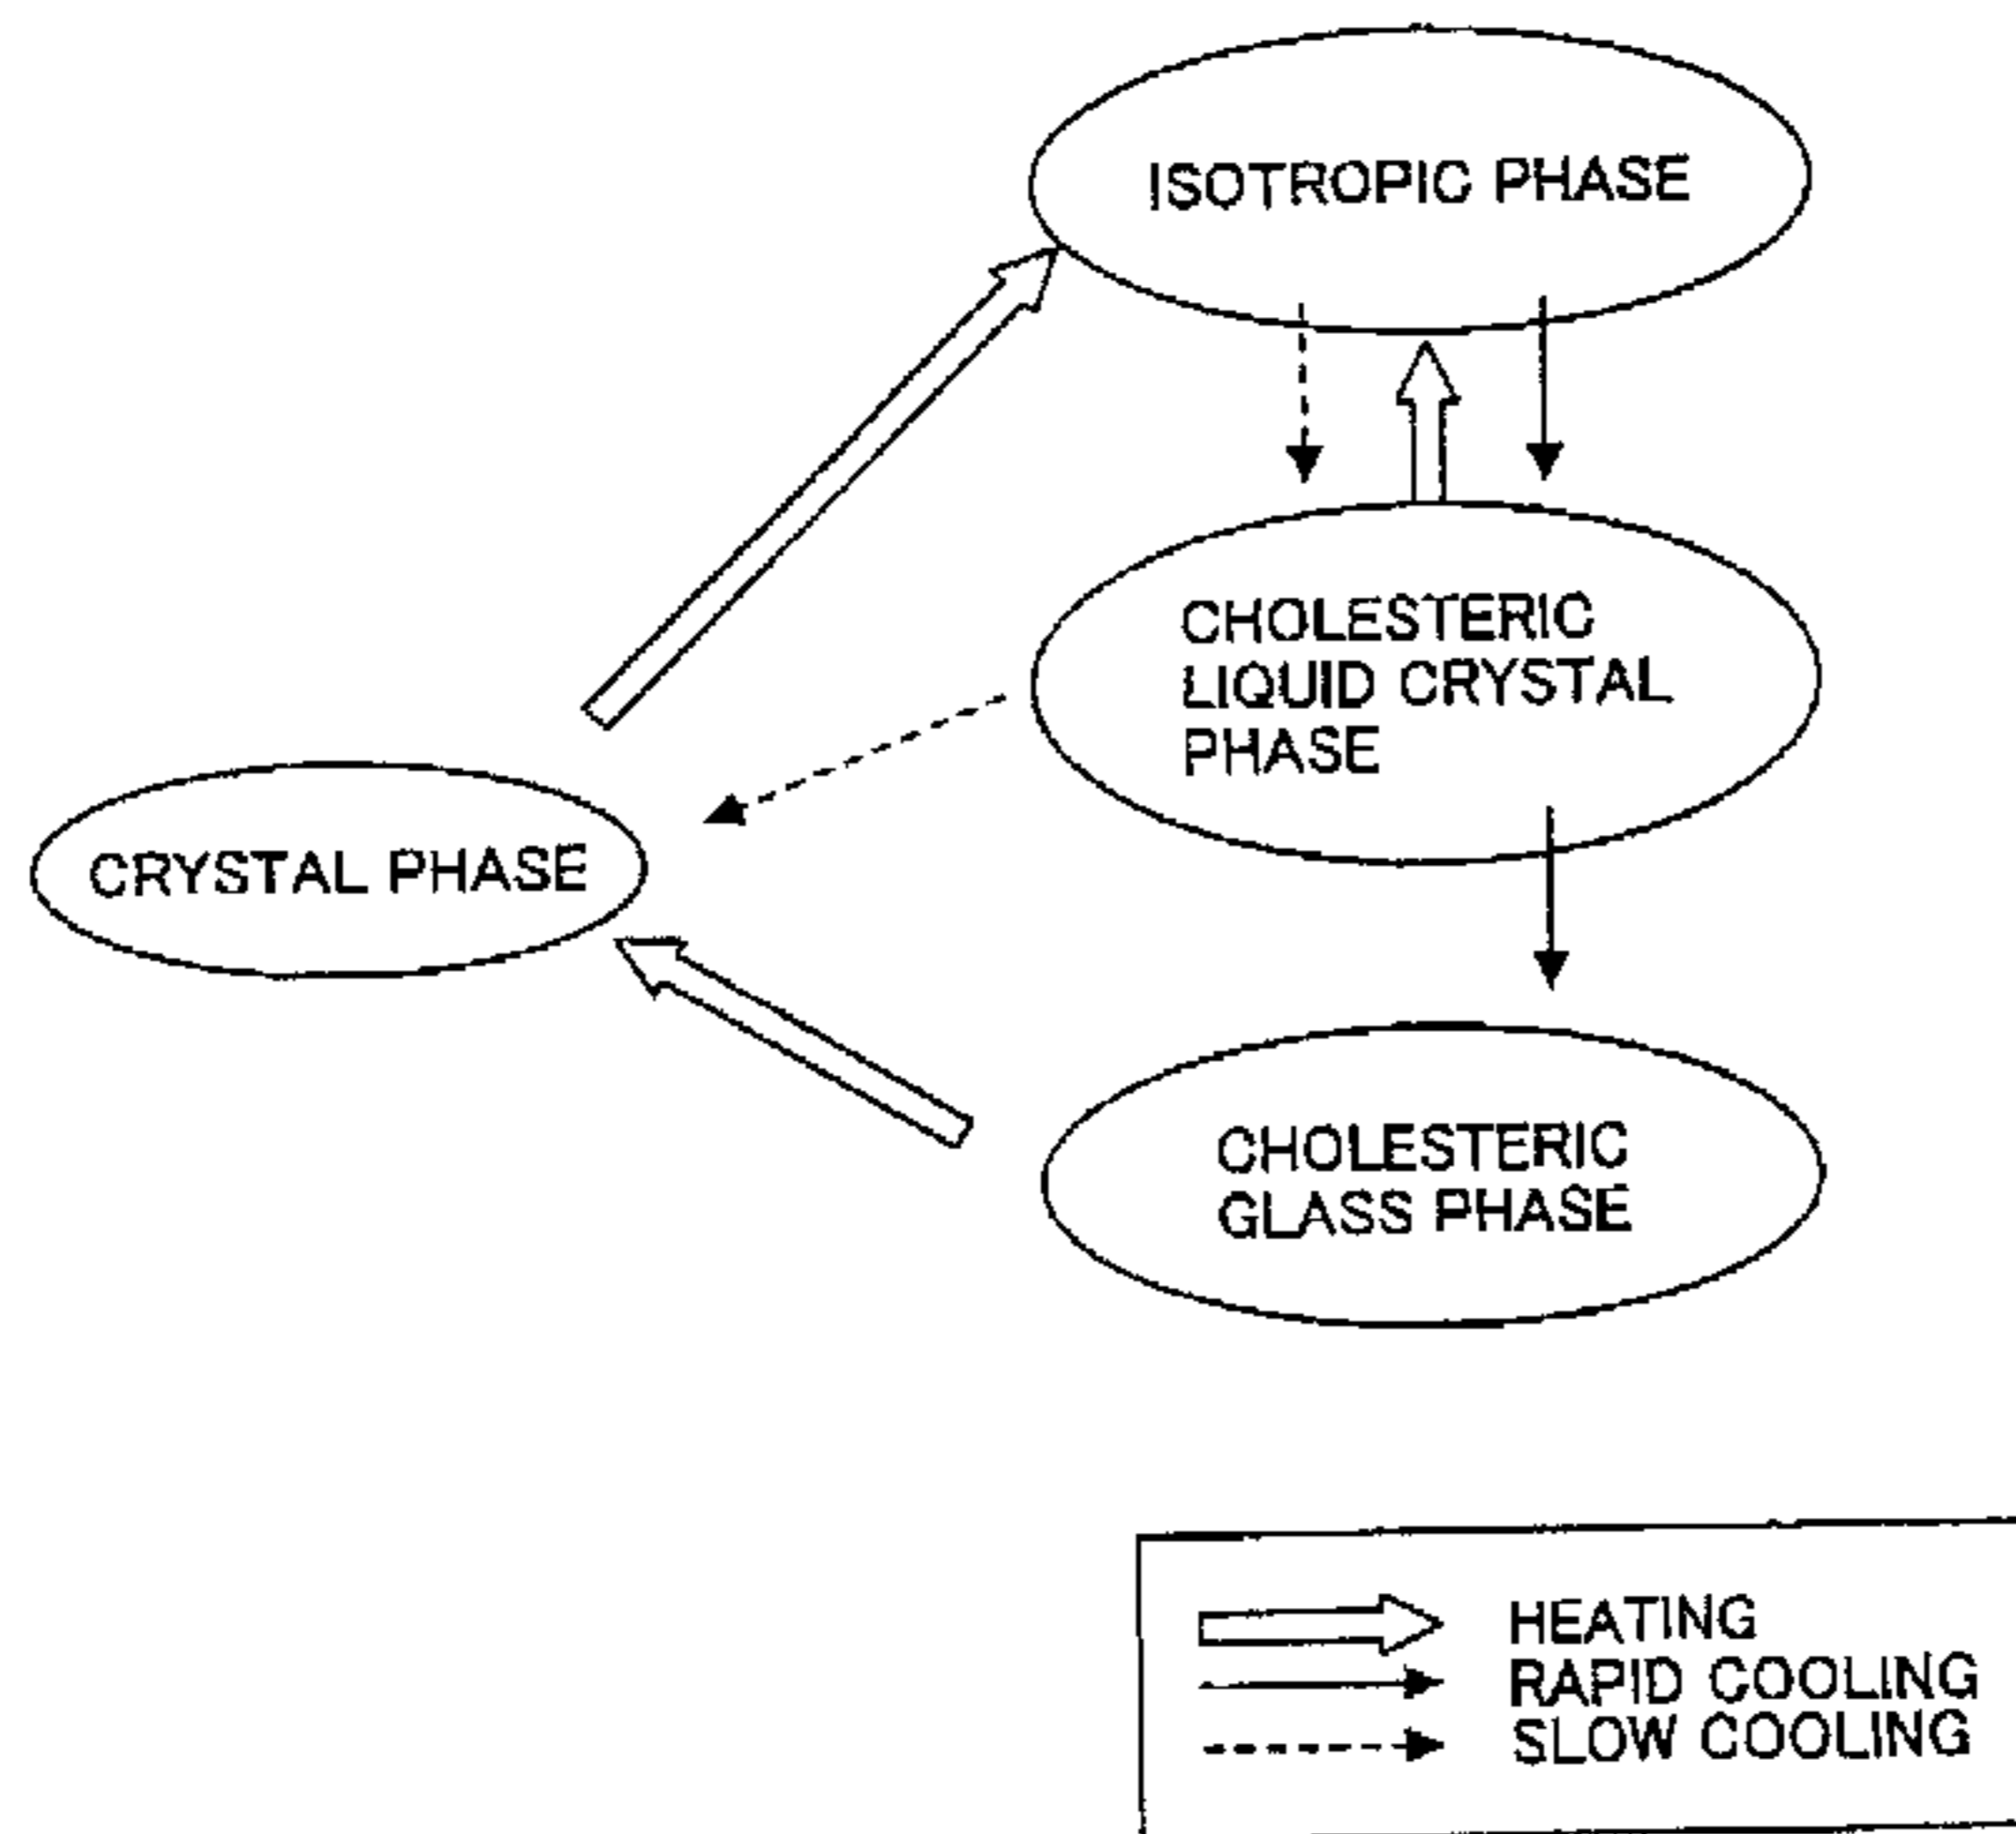 ISOTROPIC PHASE
CHOLESTERIC
LIQUID CRYSTAL
PHASE
CRYSTAL PHASE
CHOLESTERIC
GLASS PHASE
HEATING
RAPID COOLING
SLOW COOLING